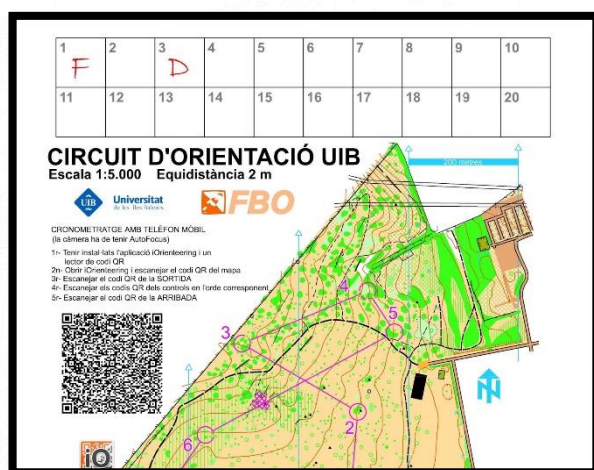 1 2 3 4 5 6 7 8 9 10
F D
11 12 13 14 15 16 17 18 19 20
CIRCUIT D'ORIENTACIÓ UIB
Escala 1:5.000 Equidistància 2 m
200 metres
UIB
Universitat
de les Illes Balears
FBO
CRONOMETRATGE AMB TELÈFON MÒBIL
(la càmera ha de tenir AutoFocus)
1r- Tenir instal·lats l'aplicació iOrienteering i un
lector de codi QR
2n- Obrir iOrienteering i escanejar el codi QR del mapa
3r- Escanejar el codi QR de la SORTIDA
4r- Escanejar els codis QR dels controls en l'orde corresponent
5r- Escanejar el codi QR de la ARRIBADA
4
5
3
2
6
N
iO